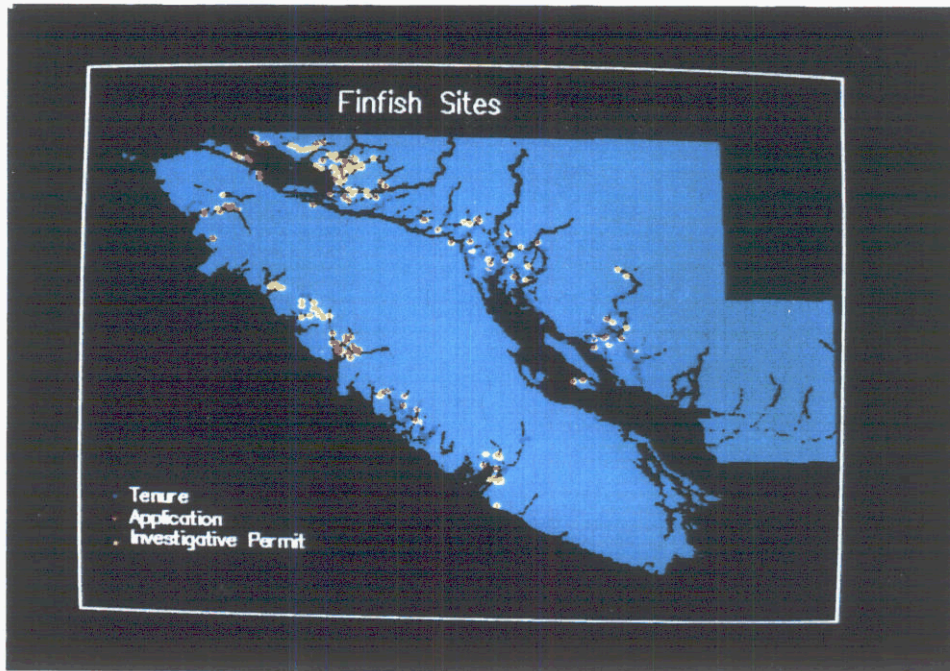 Finfish Sites
Tenure
Application
Investigative Permit